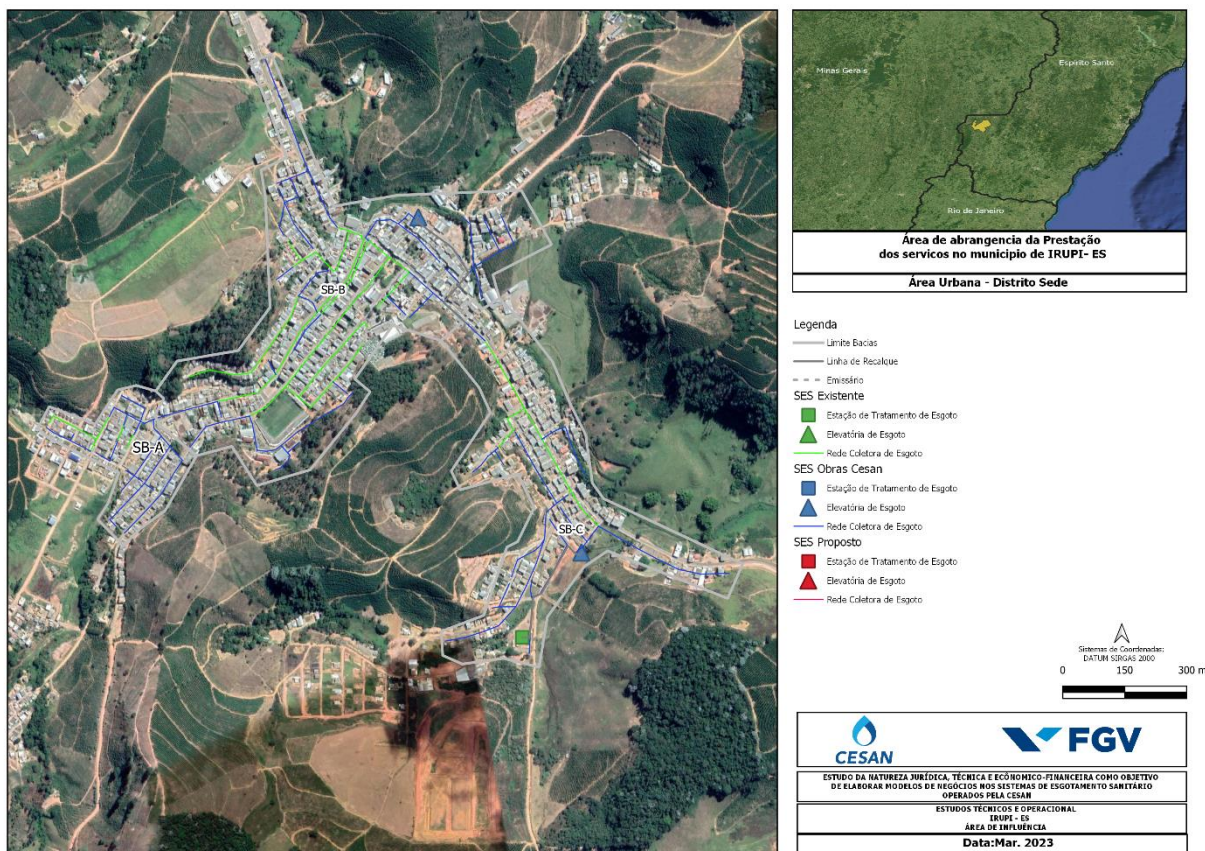 SB-B
SB-A
SB-C
Minas Gerais
Espírito Santo
Rio de Janeiro
Área de abrangencia da Prestação
dos servicos no municipio de IRUPI- ES
Área Urbana - Distrito Sede
Legenda
Limite Bacias
Linha de Recalque
Emissário
SES Existente
Estação de Tratamento de Esgoto
Elevatória de Esgoto
Rede Coletora de Esgoto
SES Obras Cesan
Estação de Tratamento de Esgoto
Elevatória de Esgoto
Rede Coletora de Esgoto
SES Proposto
Estação de Tratamento de Esgoto
Elevatória de Esgoto
Rede Coletora de Esgoto
Sistemas de Coordenadas:
DATUM SIRGAS 2000
0 150 300 m
CESAN
FGV
ESTUDO DA NATUREZA JURÍDICA, TÉCNICA E ECÔNOMICO-FINANCEIRA COMO OBJETIVO
DE ELABORAR MODELOS DE NEGÓCIOS NOS SISTEMAS DE ESGOTAMENTO SANITÁRIO
OPERADOS PELA CESAN
ESTUDOS TÉCNICOS E OPERACIONAL
IRUPI - ES
ÁREA DE INFLUÊNCIA
Data:Mar. 2023